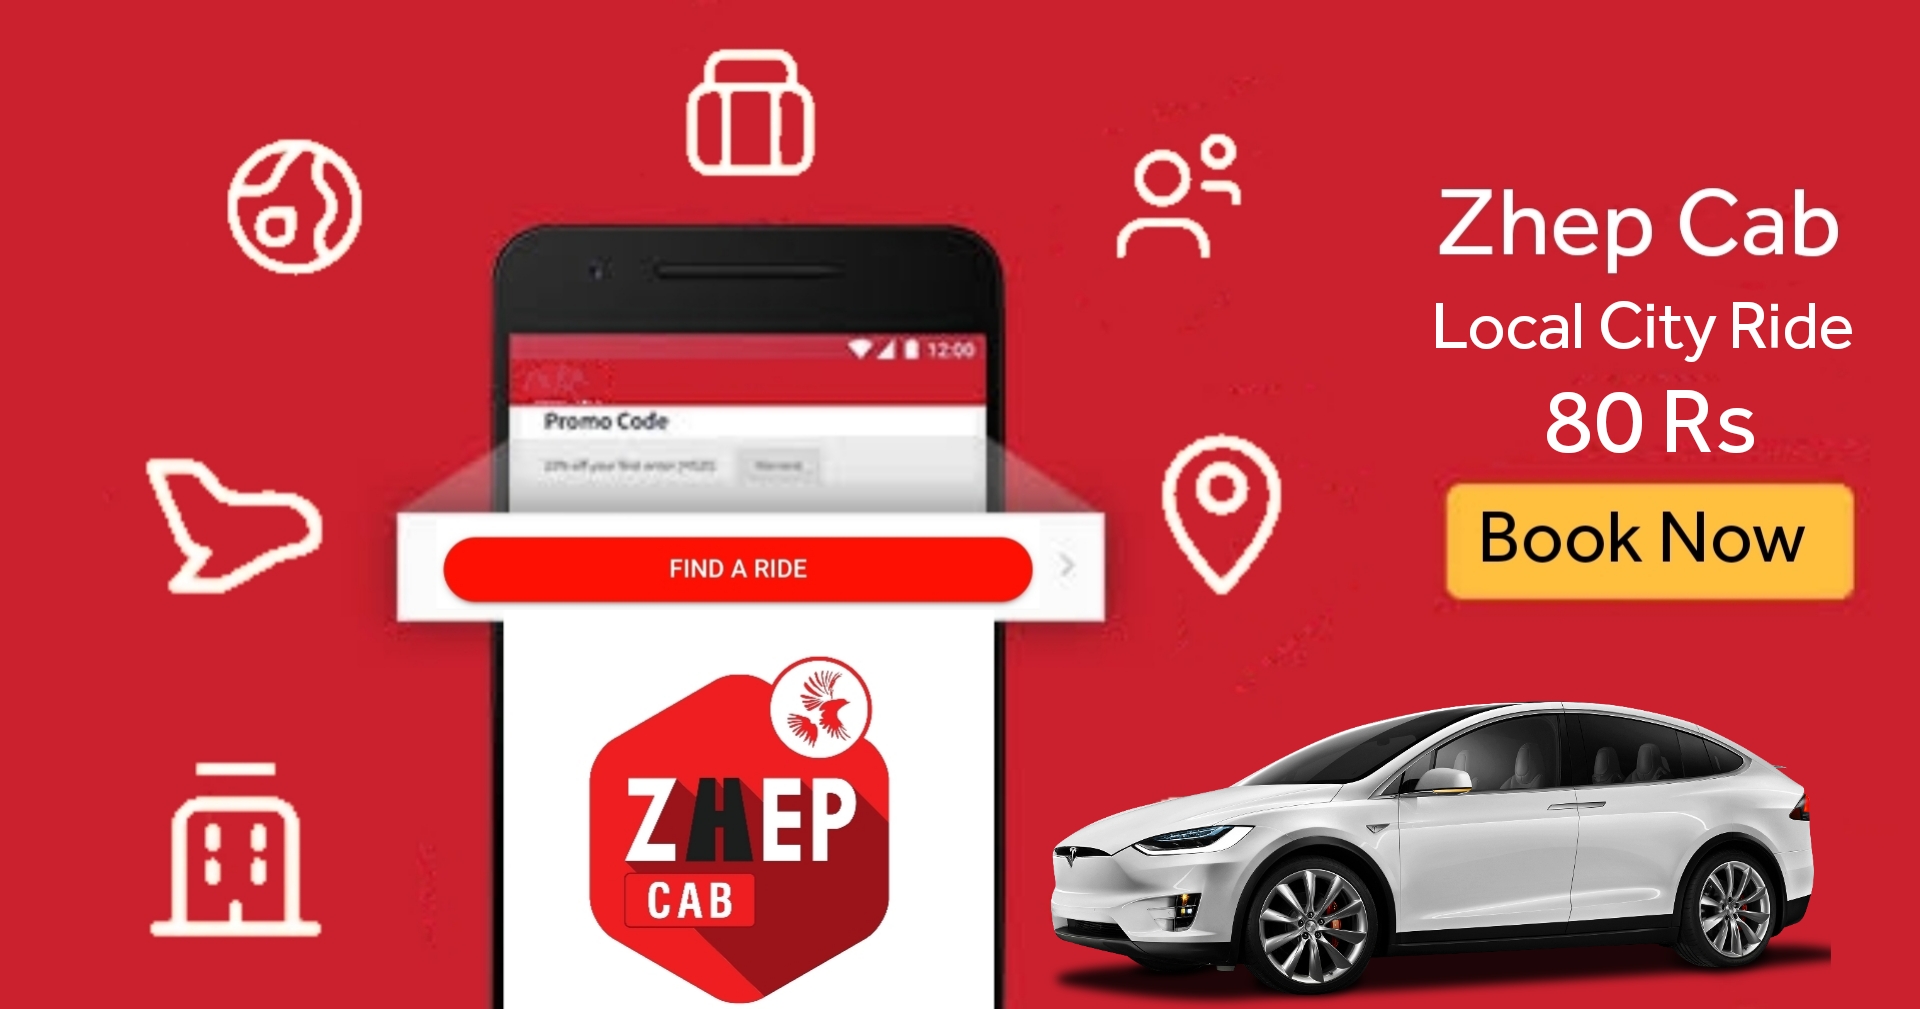 Zhep Cab
Local City Ride
80 Rs
Book Now
12:00
Promo Code
FIND A RIDE
ZHEP
CAB